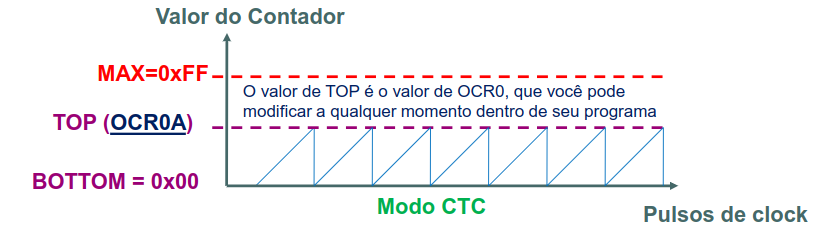 Valor do Contador
MAX=0xFF
O valor de TOP é o valor de OCR0, que você pode
modificar a qualquer momento dentro de seu programa
TOP (OCR0A)
BOTTOM = 0x00
Modo CTC
Pulsos de clock